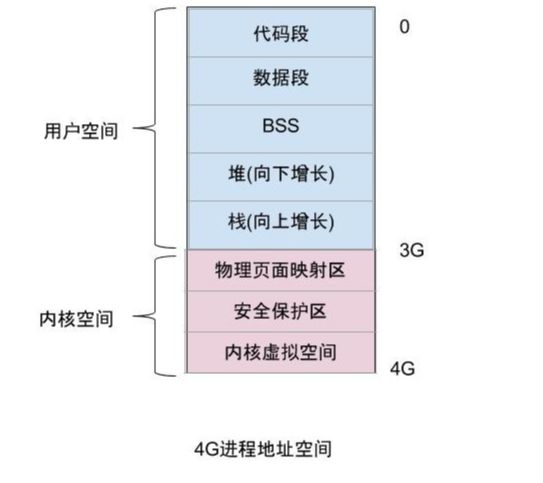 代码段
0
数据段
BSS
用户空间
堆(向下增长)
栈(向上增长)
3G
物理页面映射区
安全保护区
内核空间
内核虚拟空间
4G
4G进程地址空间